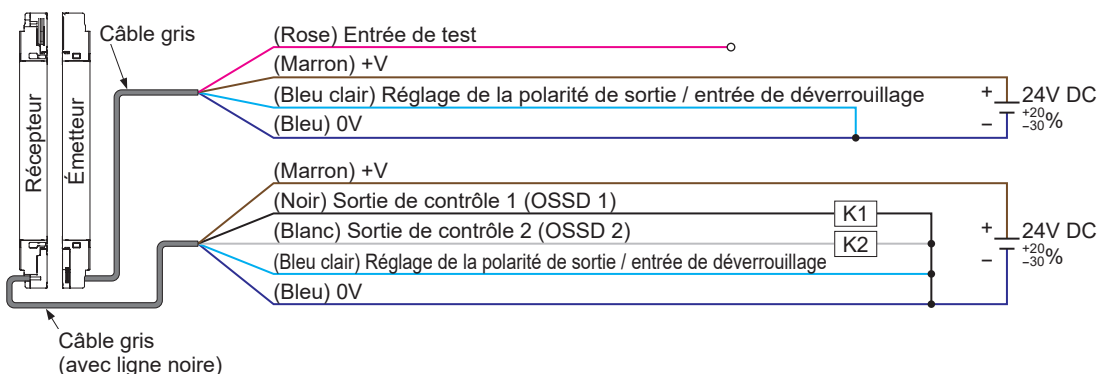 Câble gris
(Rose) Entrée de test
(Marron) +V
(Bleu clair) Réglage de la polarité de sortie / entrée de déverrouillage
(Bleu) 0V
+
−
24V DC
+20
−30 %
Récepteur
Émetteur
(Marron) +V
(Noir) Sortie de contrôle 1 (OSSD 1)
K1
(Blanc) Sortie de contrôle 2 (OSSD 2)
K2
(Bleu clair) Réglage de la polarité de sortie / entrée de déverrouillage
(Bleu) 0V
+
−
24V DC
+20
−30 %
Câble gris
(avec ligne noire)